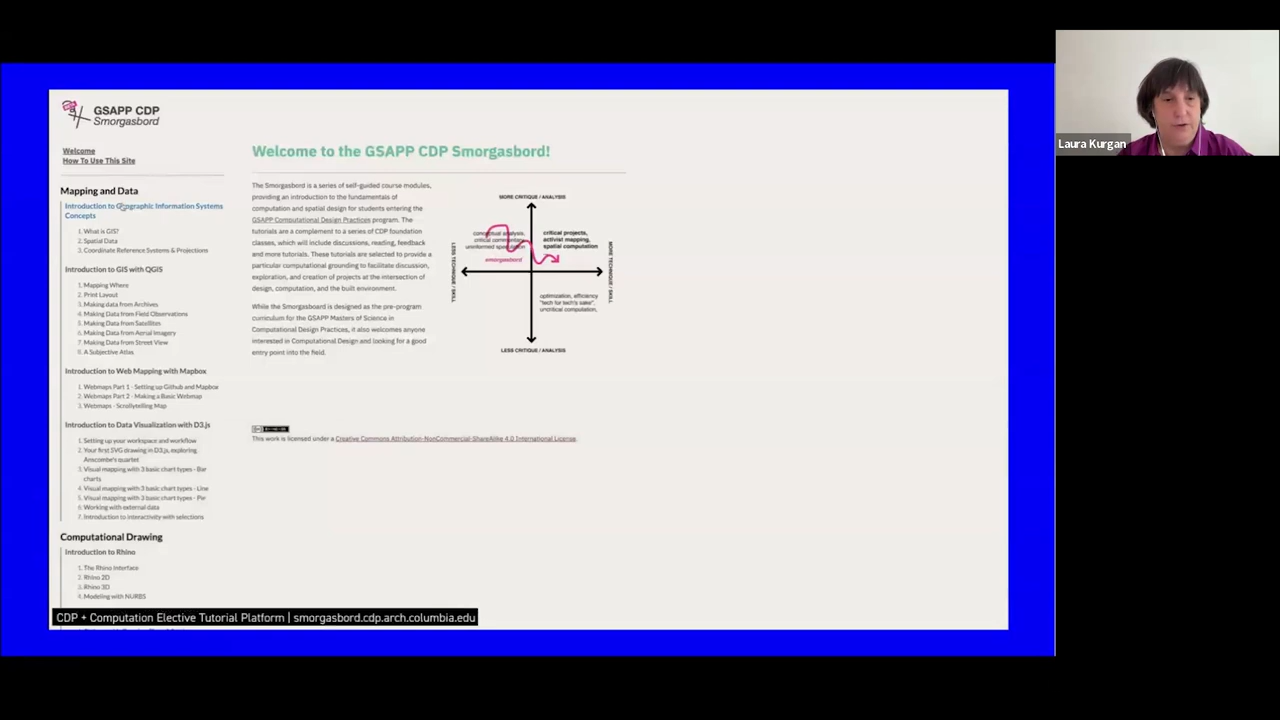 GSAPP CDP
Smorgasbord
Welcome
How To Use This Site
Mapping and Data
Introduction to Geographic Information Systems
Concepts
1. What is GIS?
2. Spatial Data
3. Coordinate Reference Systems & Projections
Introduction to GIS with QGIS
1. Mapping Where
2. Print Layout
3. Making data from Archives
4. Making Data from Field Observations
5. Making Data from Satellites
6. Making Data from Aerial Imagery
7. Making Data from Street View
8. A Subjective Atlas
Introduction to Web Mapping with Mapbox
1. Webmaps Part 1 - Setting up Github and Mapbox
2. Webmaps Part 2 - Making a Basic Webmap
3. Webmaps - Scrollytelling Map
Introduction to Data Visualization with D3.js
1. Setting up your workspace and workflow
2. Your first SVG drawing in D3.js, exploring
Anscombe's quartet
3. Visual mapping with 3 basic chart types - Bar
charts
4. Visual mapping with 3 basic chart types - Line
5. Visual mapping with 3 basic chart types - Pie
6. Working with external data
7. Introduction to interactivity with selections
Computational Drawing
Introduction to Rhino
1. The Rhino Interface
2. Rhino 2D
3. Rhino 3D
4. Modeling with NURBS
Welcome to the GSAPP CDP Smorgasbord!
The Smorgasbord is a series of self-guided course modules,
providing an introduction to the fundamentals of
computation and spatial design for students entering the
GSAPP Computational Design Practices program. The
tutorials are a complement to a series of CDP foundation
classes, which will include discussions, reading, feedback
and more tutorials. These tutorials are selected to provide a
particular computational grounding to facilitate discussion,
exploration, and creation of projects at the intersection of
design, computation, and the built environment.
While the Smorgasboard is designed as the pre-program
curriculum for the GSAPP Masters of Science in
Computational Design Practices, it also welcomes anyone
interested in Computational Design and looking for a good
entry point into the field.
MORE CRITIQUE / ANALYSIS
conceptual analysis,
critical commentary,
uninformed speculation
critical projects,
activist mapping,
spatial computation
smorgasbord
LESS TECHNIQUE / SKILL
MORE TECHNIQUE / SKILL
optimization, efficiency
"tech for tech's sake",
uncritical computation,
LESS CRITIQUE / ANALYSIS
This work is licensed under a Creative Commons Attribution-NonCommercial-ShareAlike 4.0 International License.
CDP + Computation Elective Tutorial Platform | smorgasbord.cdp.arch.columbia.edu
Laura Kurgan